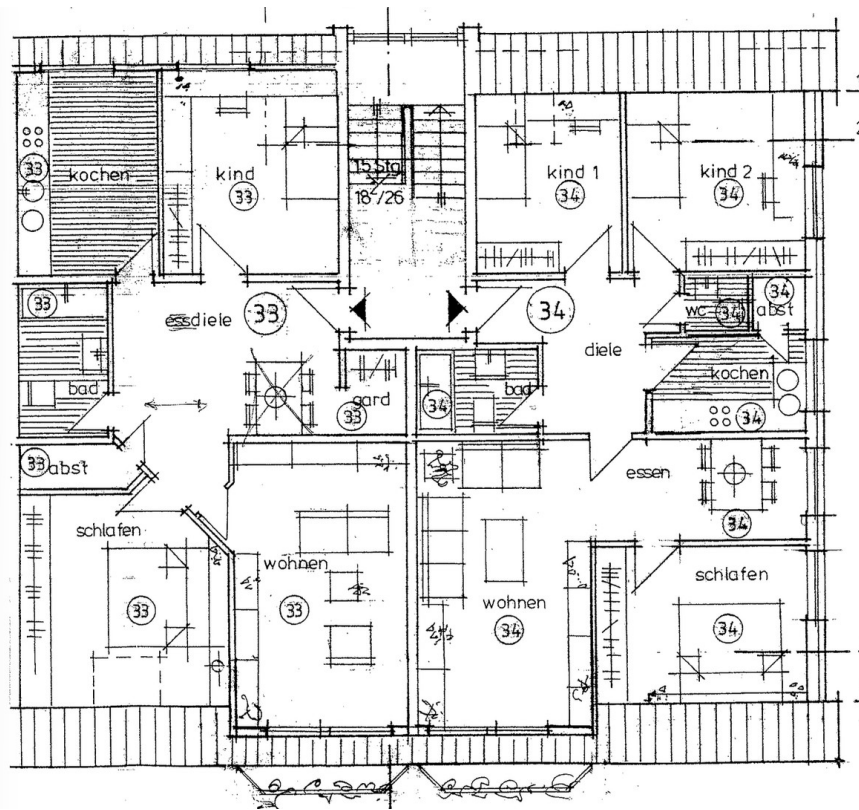 kochen
33
kind
33
15 Stg
18²/26
kind 1
34
kind 2
34
33
essdiele
33
34
diele
wc
34
abst
34
kochen
34
bad
gard
33
34
bad
33
abst
essen
34
schlafen
33
wohnen
33
wohnen
34
schlafen
34